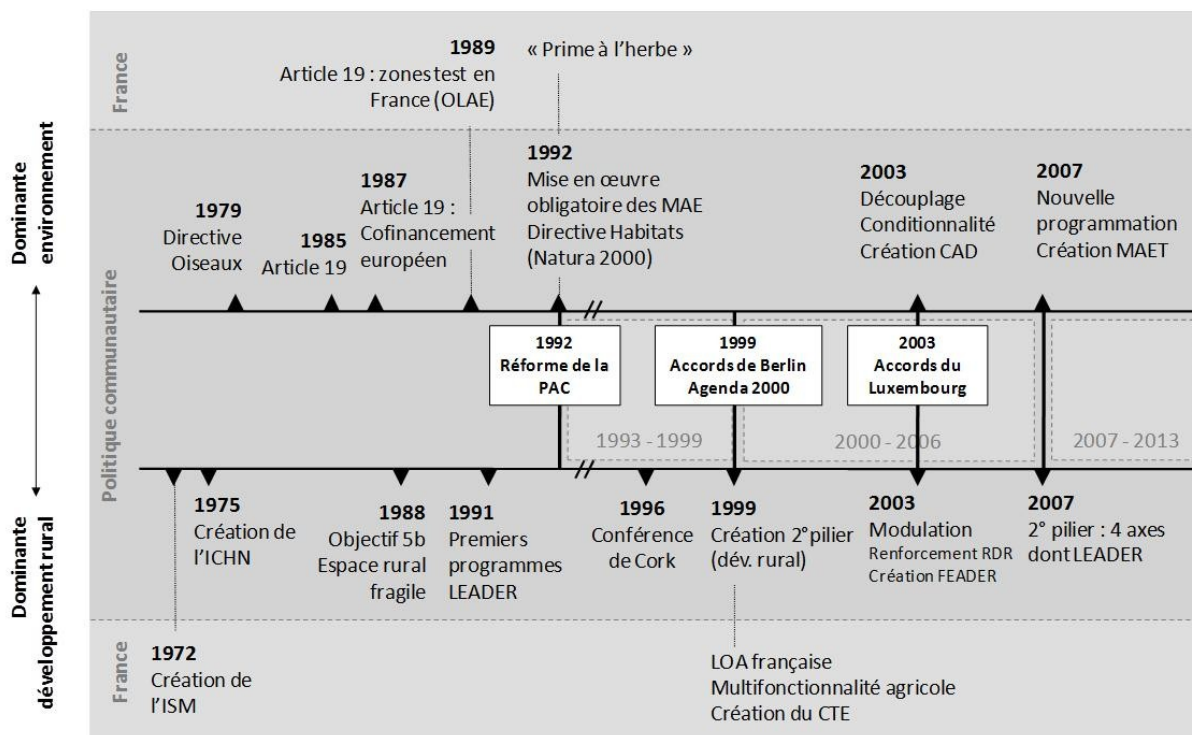 Dominante
environnement
Dominante
développement rural
France
Politique communautaire
France
1989
Article 19 : zones test en
France (OLAE)
« Prime à l'herbe »
1979
Directive
Oiseaux
1985
Article 19
1987
Article 19 :
Cofinancement
européen
1992
Mise en œuvre
obligatoire des MAE
Directive Habitats
(Natura 2000)
2003
Découplage
Conditionnalité
Création CAD
2007
Nouvelle
programmation
Création MAET
1992
Réforme de la
PAC
1999
Accords de Berlin
Agenda 2000
2003
Accords du
Luxembourg
1993 - 1999
2000 - 2006
2007 - 2013
1975
Création de
l'ICHN
1988
Objectif 5b
Espace rural
fragile
1991
Premiers
programmes
LEADER
1996
Conférence
de Cork
1999
Création 2° pilier
(dév. rural)
2003
Modulation
Renforcement RDR
Création FEADER
2007
2° pilier : 4 axes
dont LEADER
1972
Création de
l'ISM
LOA française
Multifonctionnalité agricole
Création du CTE